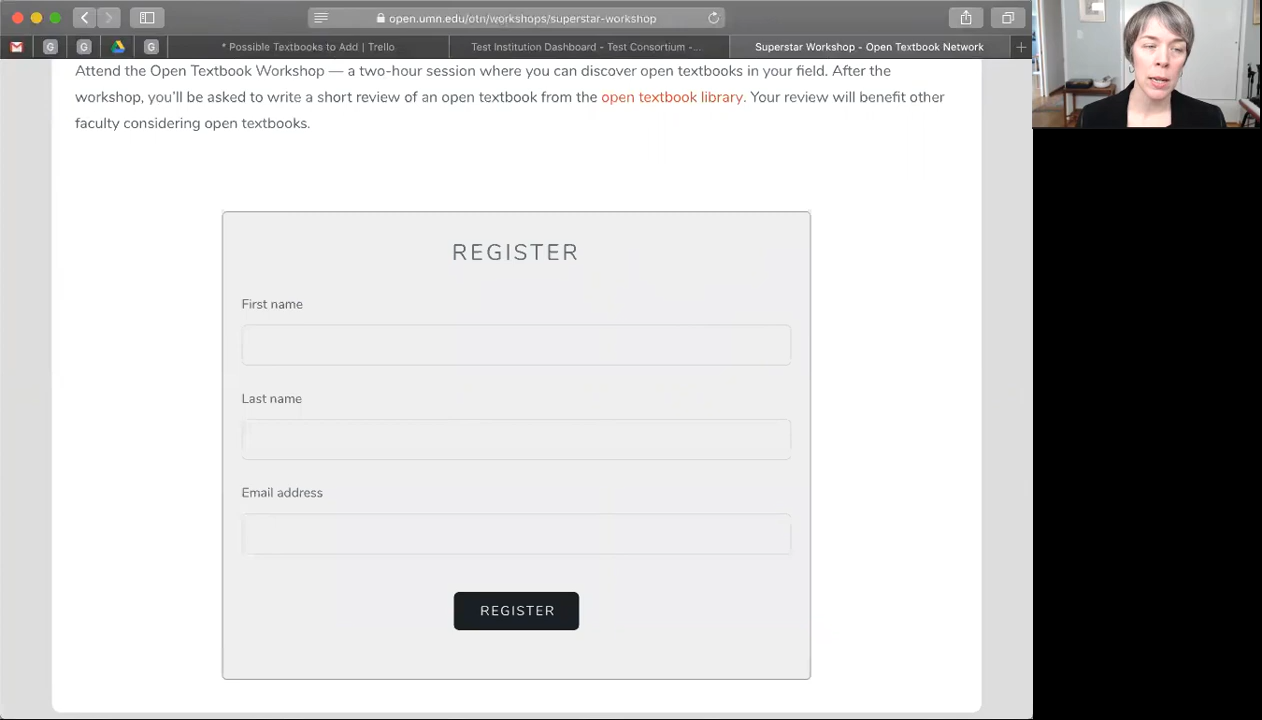 open.umn.edu/otn/workshops/superstar-workshop
* Possible Textbooks to Add | Trello
Test Institution Dashboard – Test Consortium –...
Superstar Workshop - Open Textbook Network
Attend the Open Textbook Workshop — a two-hour session where you can discover open textbooks in your field. After the
workshop, you’ll be asked to write a short review of an open textbook from the open textbook library. Your review will benefit other
faculty considering open textbooks.
REGISTER
First name
Last name
Email address
REGISTER